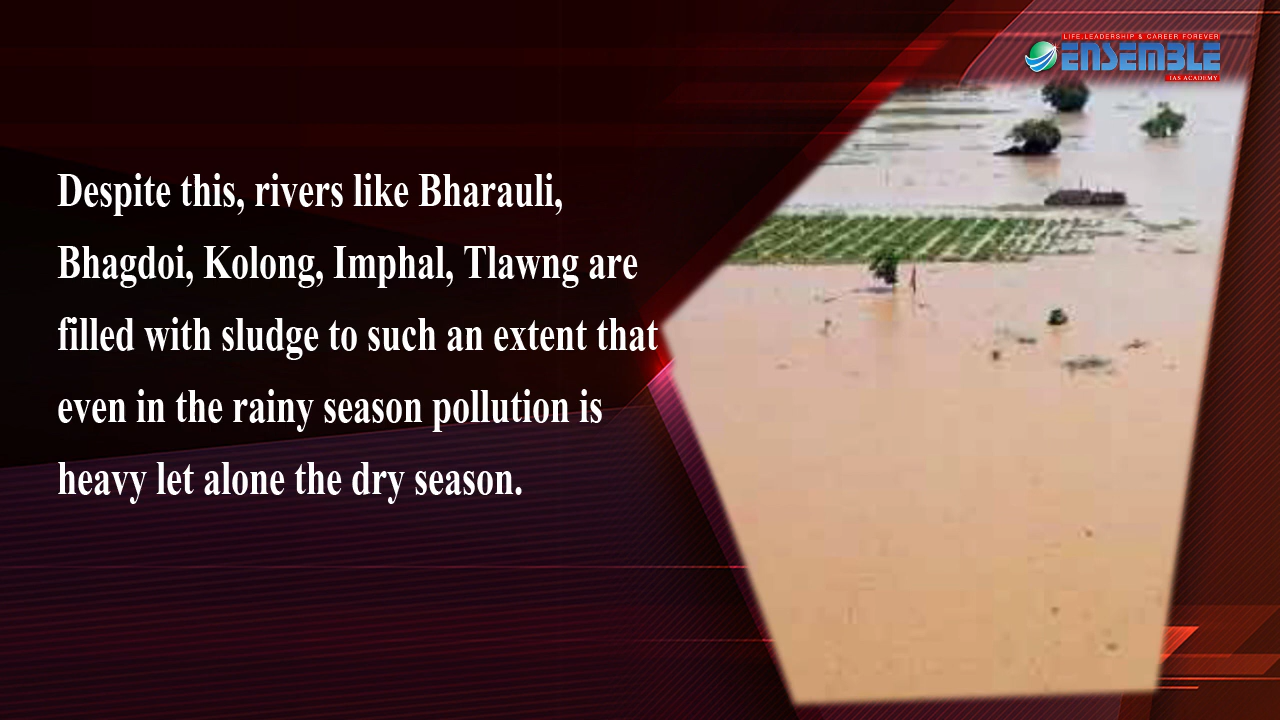 LIFE,LEADERSHIP & CAREER FOREVER
ENSEMBLE
IAS ACADEMY
Despite this, rivers like Bharauli,
Bhagdoi, Kolong, Imphal, Tlawng are
filled with sludge to such an extent that
even in the rainy season pollution is
heavy let alone the dry season.